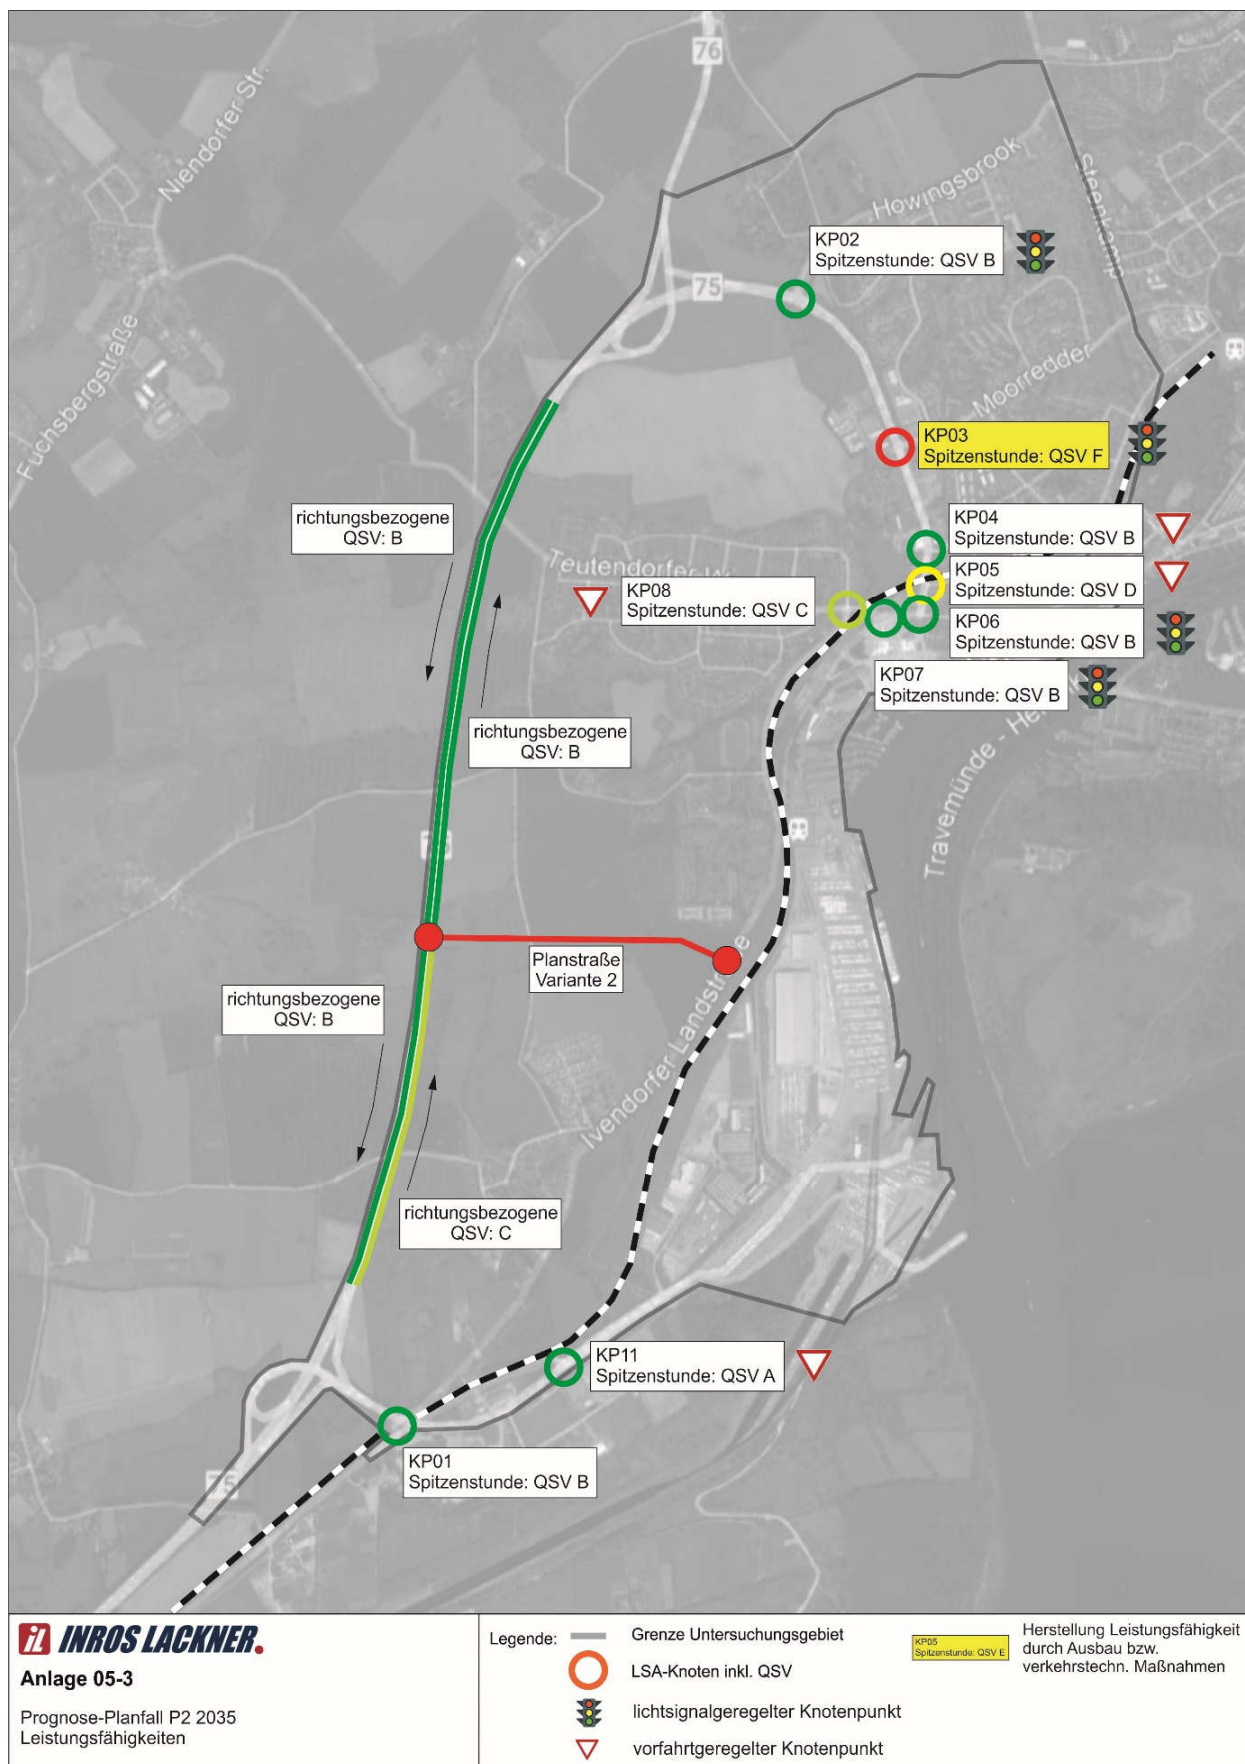 76
Niendorfer Str.
Howingsbrook
Steenkamp
KP02
Spitzenstunde: QSV B
75
Fuchsbergstraße
Moorredder
KP03
Spitzenstunde: QSV F
richtungsbezogene
QSV: B
KP04
Spitzenstunde: QSV B
Teutendorfer W
KP05
Spitzenstunde: QSV D
KP08
Spitzenstunde: QSV C
KP06
Spitzenstunde: QSV B
KP07
Spitzenstunde: QSV B
richtungsbezogene
QSV: B
Travemünde - He
Planstraße
Variante 2
richtungsbezogene
QSV: B
Ivendorfer Landstraße
richtungsbezogene
QSV: C
KP11
Spitzenstunde: QSV A
KP01
Spitzenstunde: QSV B
75
iL INROS LACKNER.
Anlage 05-3
Prognose-Planfall P2 2035
Leistungsfähigkeiten
Legende:
Grenze Untersuchungsgebiet
LSA-Knoten inkl. QSV
lichtsignalgeregelter Knotenpunkt
vorfahrtgeregelter Knotenpunkt
KP05
Spitzenstunde: QSV E
Herstellung Leistungsfähigkeit
durch Ausbau bzw.
verkehrstechn. Maßnahmen